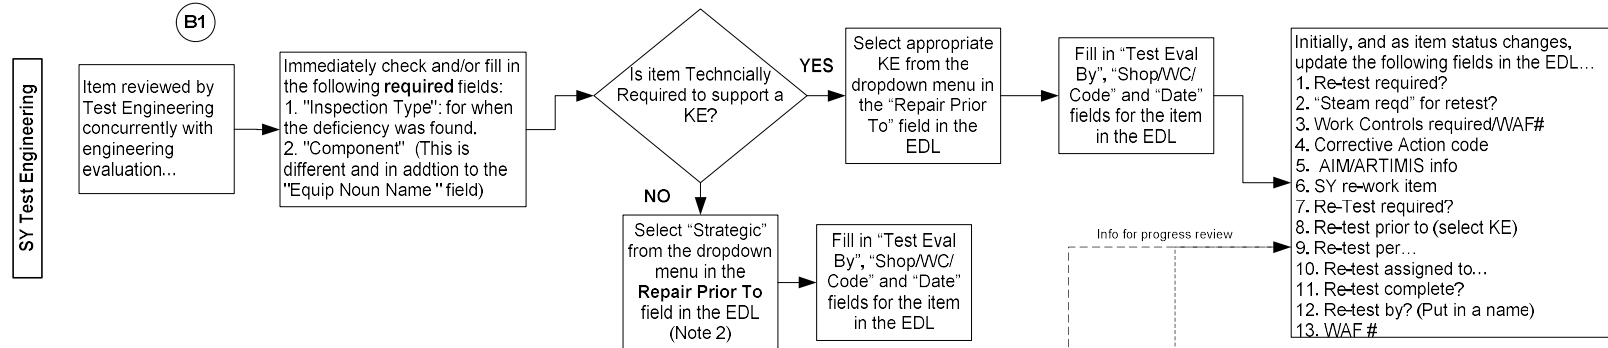 B1
SY Test Engineering
Item reviewed by
Test Engineering
concurrently with
engineering
evaluation...
Immediately check and/or fill in
the following required fields:
1. "Inspection Type": for when
the deficiency was found.
2. "Component"  (This is
different and in addtion to the
"Equip Noun Name" field)
Is item Techncially
Required to support a
KE?
YES
Select appropriate
KE from the
dropdown menu in
the “Repair Prior
To” field in the
EDL
Fill in “Test Eval
By”, “Shop/WC/
Code” and “Date”
fields for the item
in the EDL
NO
Select “Strategic”
from the dropdown
menu in the
Repair Prior To
field in the EDL
(Note 2)
Fill in “Test Eval
By”, “Shop/WC/
Code” and “Date”
fields for the item
in the EDL
Info for progress review
Initially, and as item status changes,
update the following fields in the EDL...
1. Re-test required?
2. “Steam reqd” for retest?
3. Work Controls required/WAF#
4. Corrective Action code
5.  AIM/ARTIMIS info
6. SY re-work item
7. Re-Test required?
8. Re-test prior to (select KE)
9. Re-test per...
10. Re-test assigned to...
11. Re-test complete?
12. Re-test by? (Put in a name)
13. WAF #